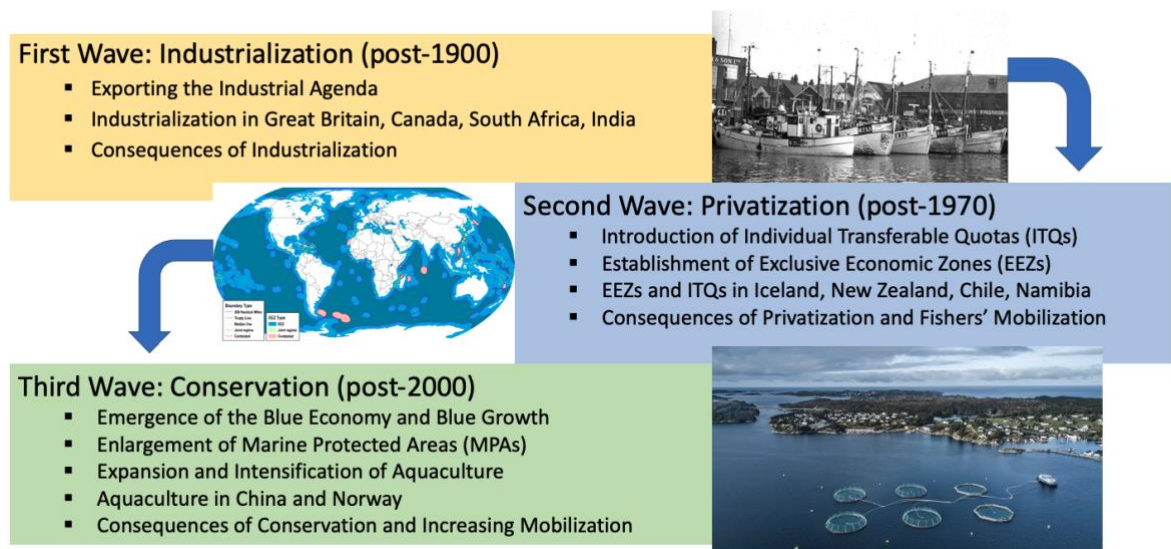 First Wave: Industrialization (post-1900)
▪ Exporting the Industrial Agenda
▪ Industrialization in Great Britain, Canada, South Africa, India
▪ Consequences of Industrialization
Second Wave: Privatization (post-1970)
▪ Introduction of Individual Transferable Quotas (ITQs)
▪ Establishment of Exclusive Economic Zones (EEZs)
▪ EEZs and ITQs in Iceland, New Zealand, Chile, Namibia
▪ Consequences of Privatization and Fishers’ Mobilization
Boundary Type
EEZ Type
Third Wave: Conservation (post-2000)
▪ Emergence of the Blue Economy and Blue Growth
▪ Enlargement of Marine Protected Areas (MPAs)
▪ Expansion and Intensification of Aquaculture
▪ Aquaculture in China and Norway
▪ Consequences of Conservation and Increasing Mobilization